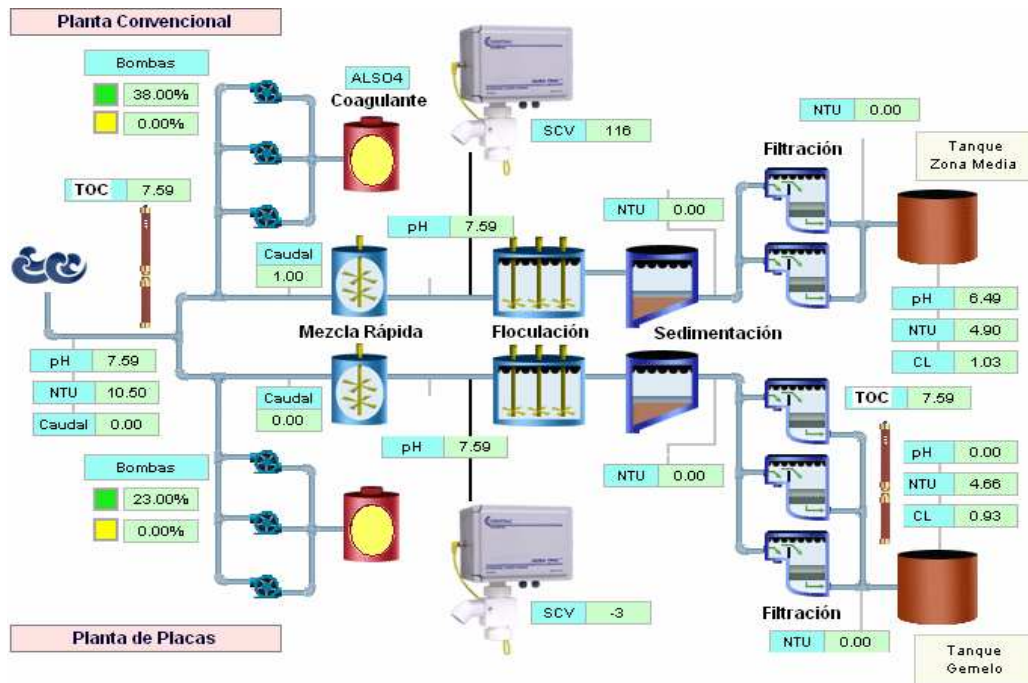 Planta Convencional
Bombas
38.00%
0.00%
ALSO4
Coagulante
SCV 116
NTU 0.00
Filtración
Tanque
Zona Media
TOC 7.59
pH 7.59
NTU 0.00
Caudal
1.00
pH 6.49
NTU 4.90
CL 1.03
Mezcla Rápida
Floculación
Sedimentación
pH 7.59
NTU 10.50
Caudal 0.00
Caudal
0.00
TOC 7.59
pH 7.59
NTU 0.00
pH 0.00
NTU 4.66
CL 0.93
Bombas
23.00%
0.00%
SCV -3
Filtración
NTU 0.00
Planta de Placas
Tanque
Gemelo